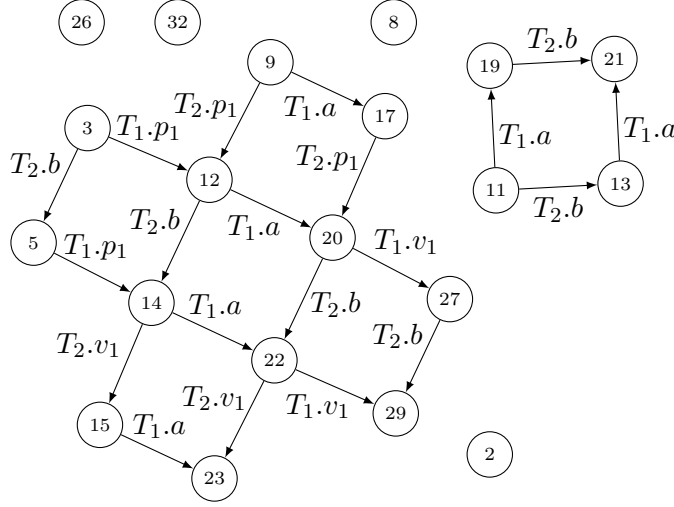 26
32
8
9
19
T₂.b
21
T₂.p₁
T₁.a
17
3
T₁.p₁
T₁.a
T₁.a
T₂.b
12
T₂.p₁
11
T₂.b
13
T₂.b
T₁.a
20
T₁.v₁
5
T₁.p₁
14
T₁.a
T₂.b
27
T₂.v₁
22
T₂.b
T₂.v₁
T₁.v₁
29
15
T₁.a
2
23